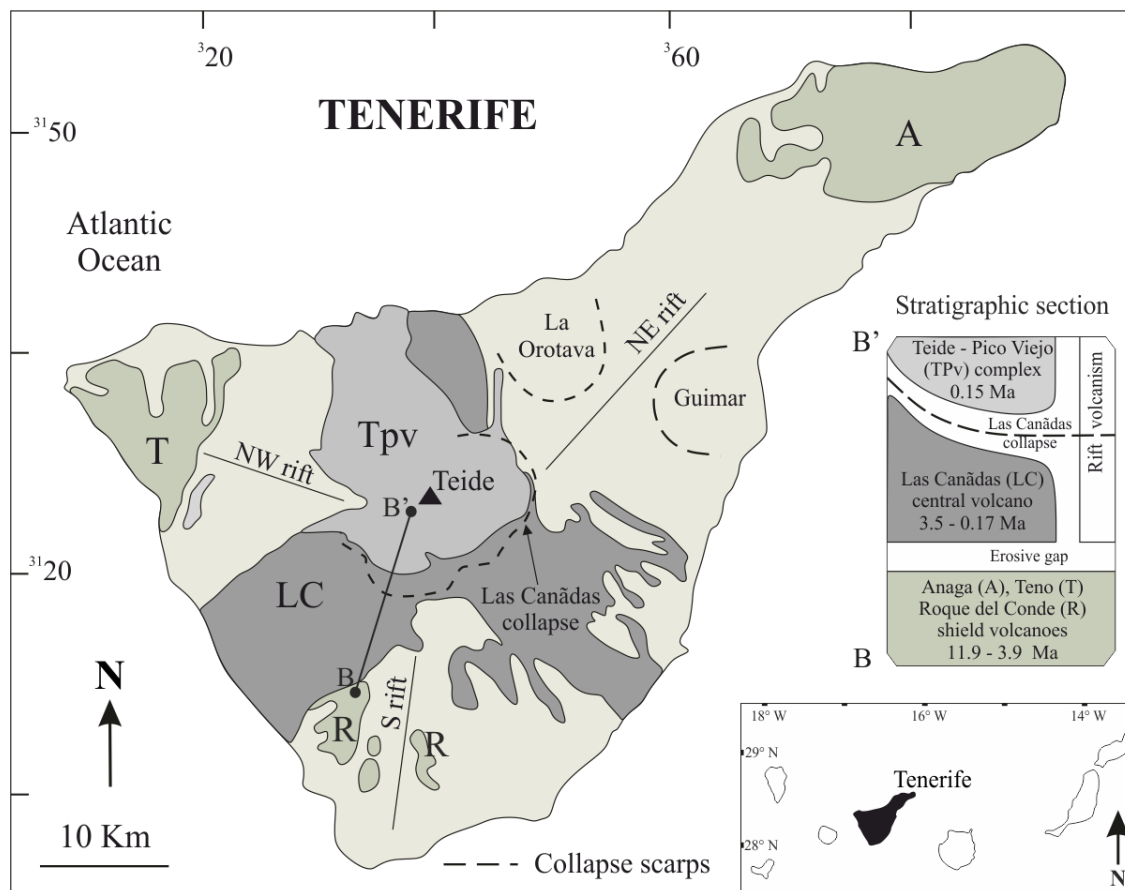 ³20
³60
TENERIFE
³¹50
A
Atlantic
Ocean
La
Orotava
NE rift
Guimar
T
NW rift
Tpv
Teide
B'
³¹20
LC
Las Canãdas
collapse
N
B
R
S rift
R
10 Km
Collapse scarps
Stratigraphic section
B'
Teide - Pico Viejo
(TPv) complex
0.15 Ma
Las Canãdas
collapse
Rift volcanism
Las Canãdas (LC)
central volcano
3.5 - 0.17 Ma
Erosive gap
Anaga (A), Teno (T)
Roque del Conde (R)
shield volcanoes
11.9 - 3.9 Ma
B
18° W
16° W
14° W
29° N
Tenerife
28° N
N